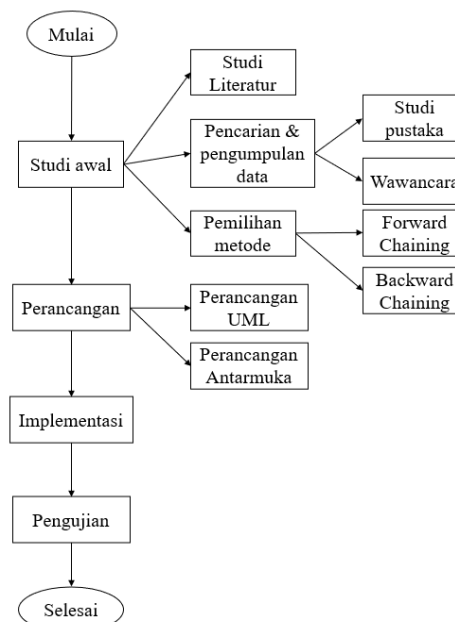 Mulai
Studi
Literatur
Studi awal
Pencarian &
pengumpulan
data
Studi
pustaka
Wawancara
Pemilihan
metode
Forward
Chaining
Backward
Chaining
Perancangan
Perancangan
UML
Perancangan
Antarmuka
Implementasi
Pengujian
Selesai